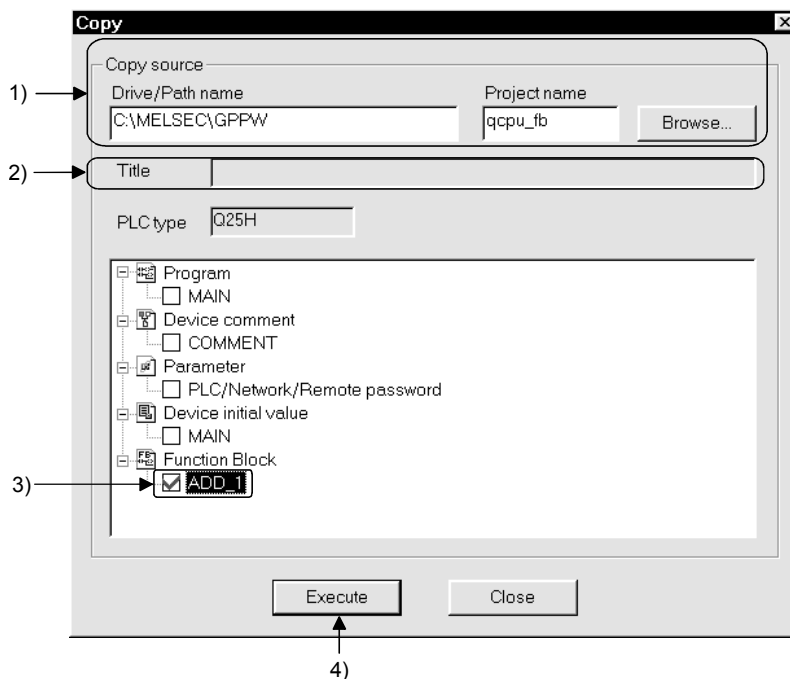 Copy
Copy source
1)
Drive/Path name
Project name
C:\MELSEC\GPPW
qcpu_fb
Browse...
2)
Title
PLC type
Q25H
Program
MAIN
Device comment
COMMENT
Parameter
PLC/Network/Remote password
Device initial value
MAIN
Function Block
3)
ADD_1
Execute
Close
4)